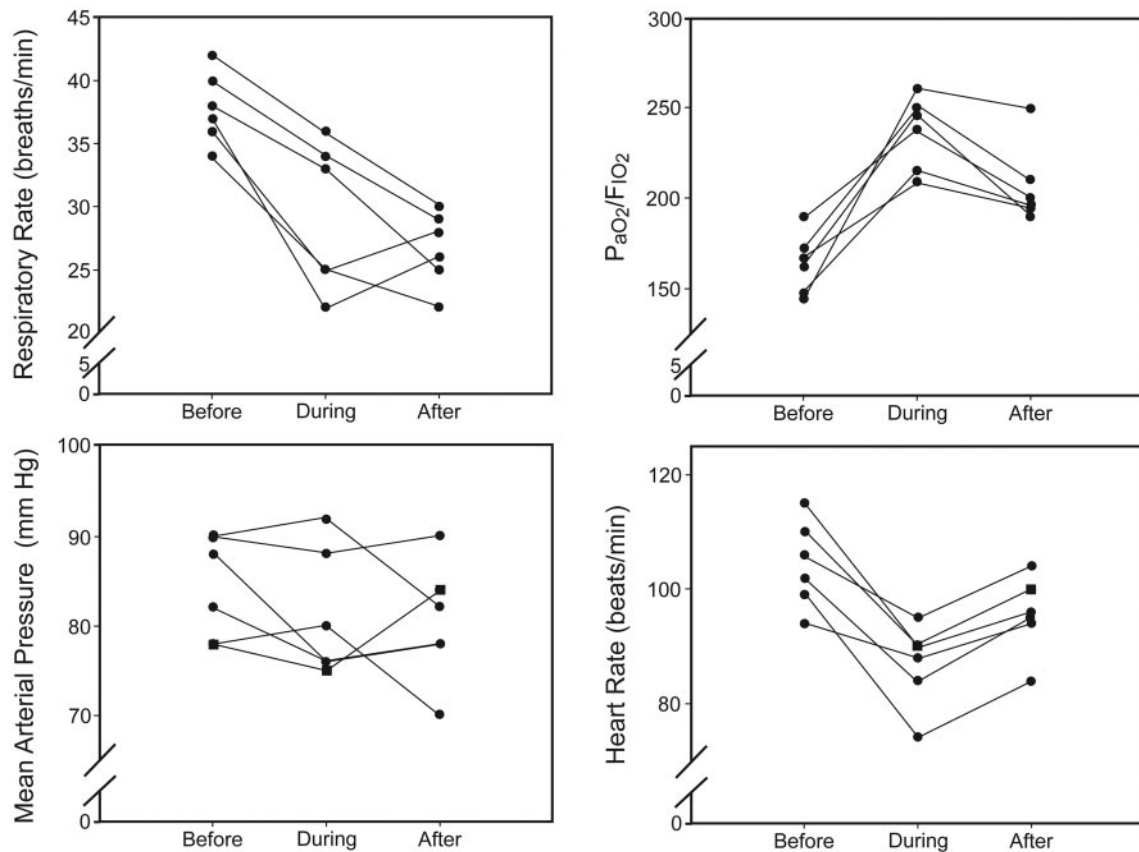 Respiratory Rate (breaths/min)
45
40
35
30
25
20
5
0
Before During After
PaO2/FIO2
300
250
200
150
5
0
Before During After
Mean Arterial Pressure (mm Hg)
100
90
80
70
0
Before During After
Heart Rate (beats/min)
120
100
80
0
Before During After